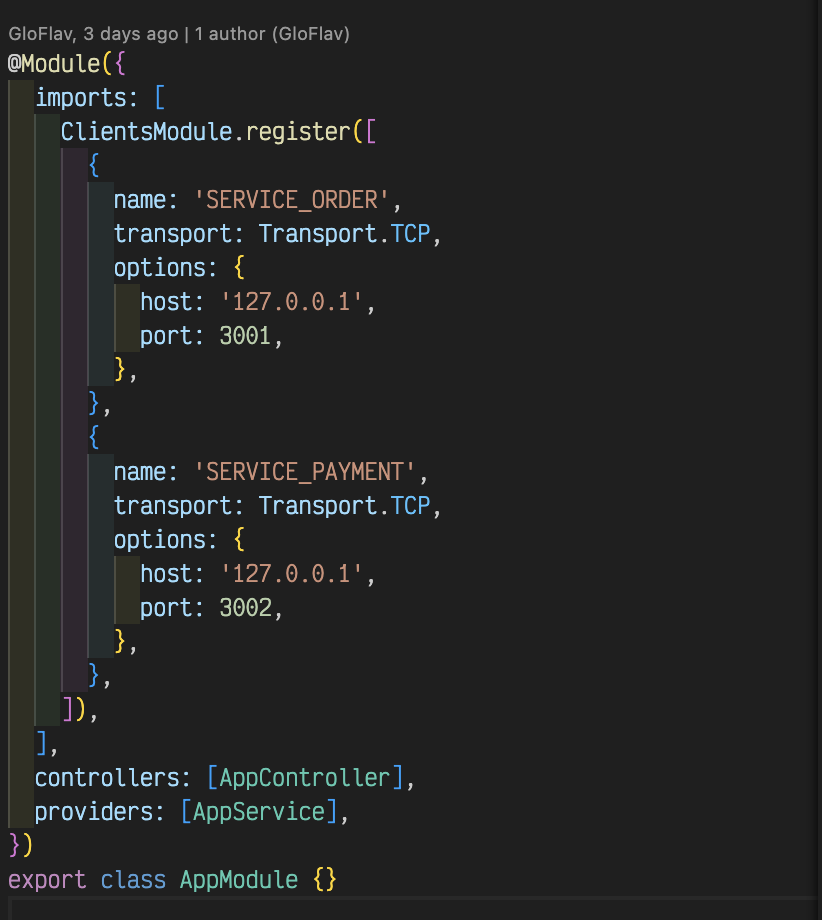 GloFlav, 3 days ago | 1 author (GloFlav)
@Module({
  imports: [
    ClientsModule.register([
      {
        name: 'SERVICE_ORDER',
        transport: Transport.TCP,
        options: {
          host: '127.0.0.1',
          port: 3001,
        },
      },
      {
        name: 'SERVICE_PAYMENT',
        transport: Transport.TCP,
        options: {
          host: '127.0.0.1',
          port: 3002,
        },
      },
    ]),
  ],
  controllers: [AppController],
  providers: [AppService],
})
export class AppModule {}